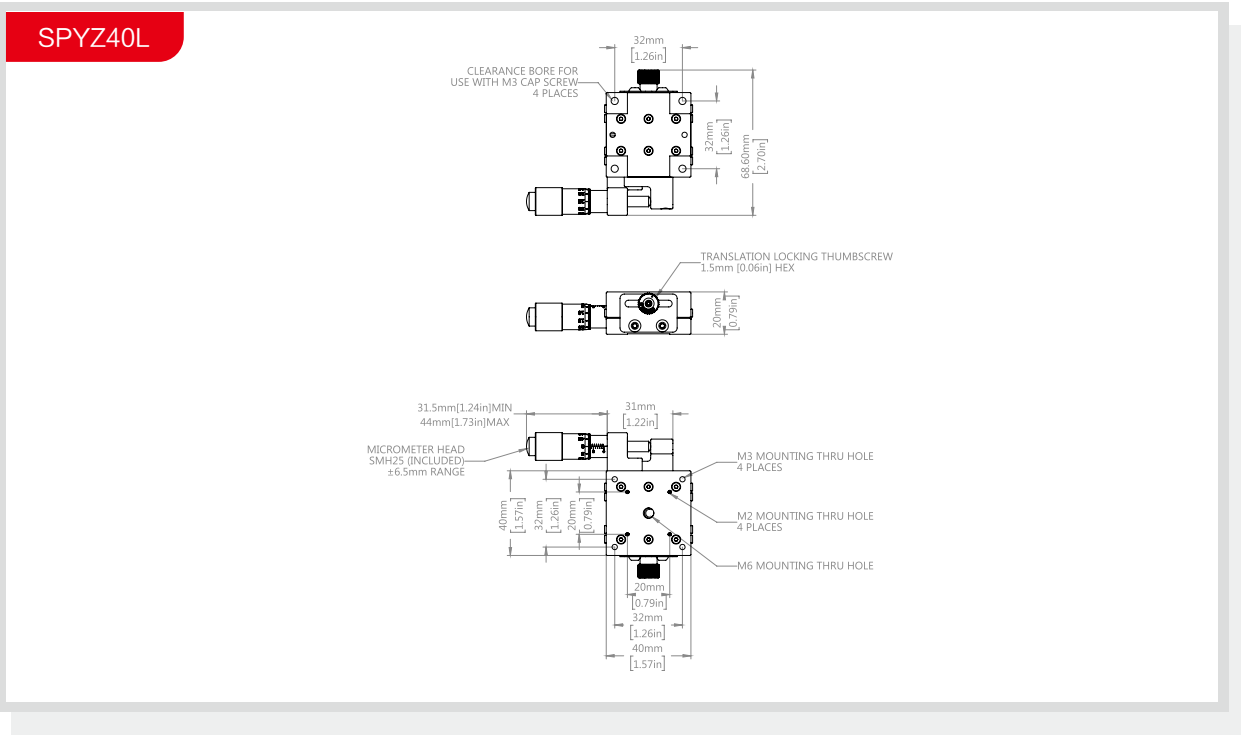 SPYZ40L
32mm
[1.26in]
CLEARANCE BORE FOR
USE WITH M3 CAP SCREW
4 PLACES
32mm
[1.26in]
68.60mm
[2.70in]
TRANSLATION LOCKING THUMBSCREW
1.5mm [0.06in] HEX
20mm
[0.79in]
31.5mm[1.24in]MIN
44mm[1.73in]MAX
31mm
[1.22in]
MICROMETER HEAD
SMH25 (INCLUDED)
±6.5mm RANGE
M3 MOUNTING THRU HOLE
4 PLACES
40mm
[1.57in]
32mm
[1.26in]
20mm
[0.79in]
M2 MOUNTING THRU HOLE
4 PLACES
M6 MOUNTING THRU HOLE
20mm
[0.79in]
32mm
[1.26in]
40mm
[1.57in]